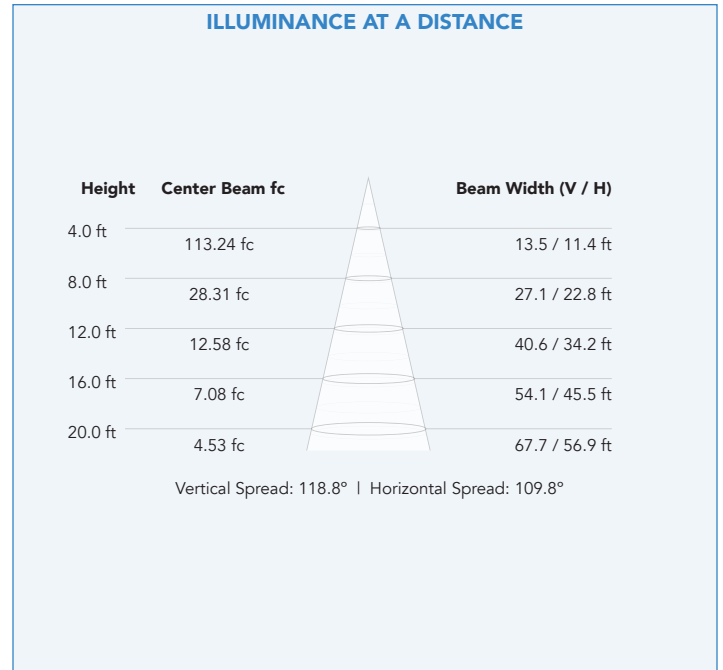 ILLUMINANCE AT A DISTANCE
Height Center Beam fc Beam Width (V / H)
4.0 ft
113.24 fc 13.5 / 11.4 ft
8.0 ft
28.31 fc 27.1 / 22.8 ft
12.0 ft
12.58 fc 40.6 / 34.2 ft
16.0 ft
7.08 fc 54.1 / 45.5 ft
20.0 ft
4.53 fc 67.7 / 56.9 ft
Vertical Spread: 118.8º | Horizontal Spread: 109.8º